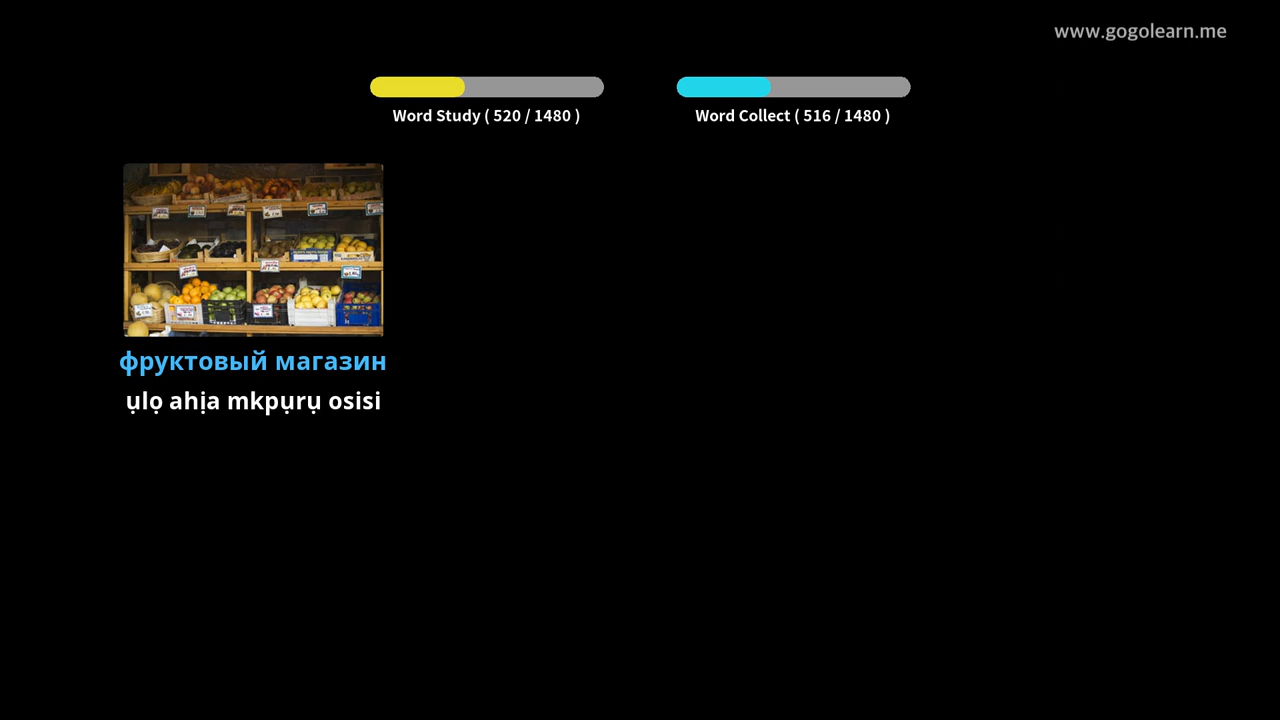 www.gogolearn.me
Word Study ( 520 / 1480 )
Word Collect ( 516 / 1480 )
фруктовый магазин
ụlọ ahịa mkpụrụ osisi